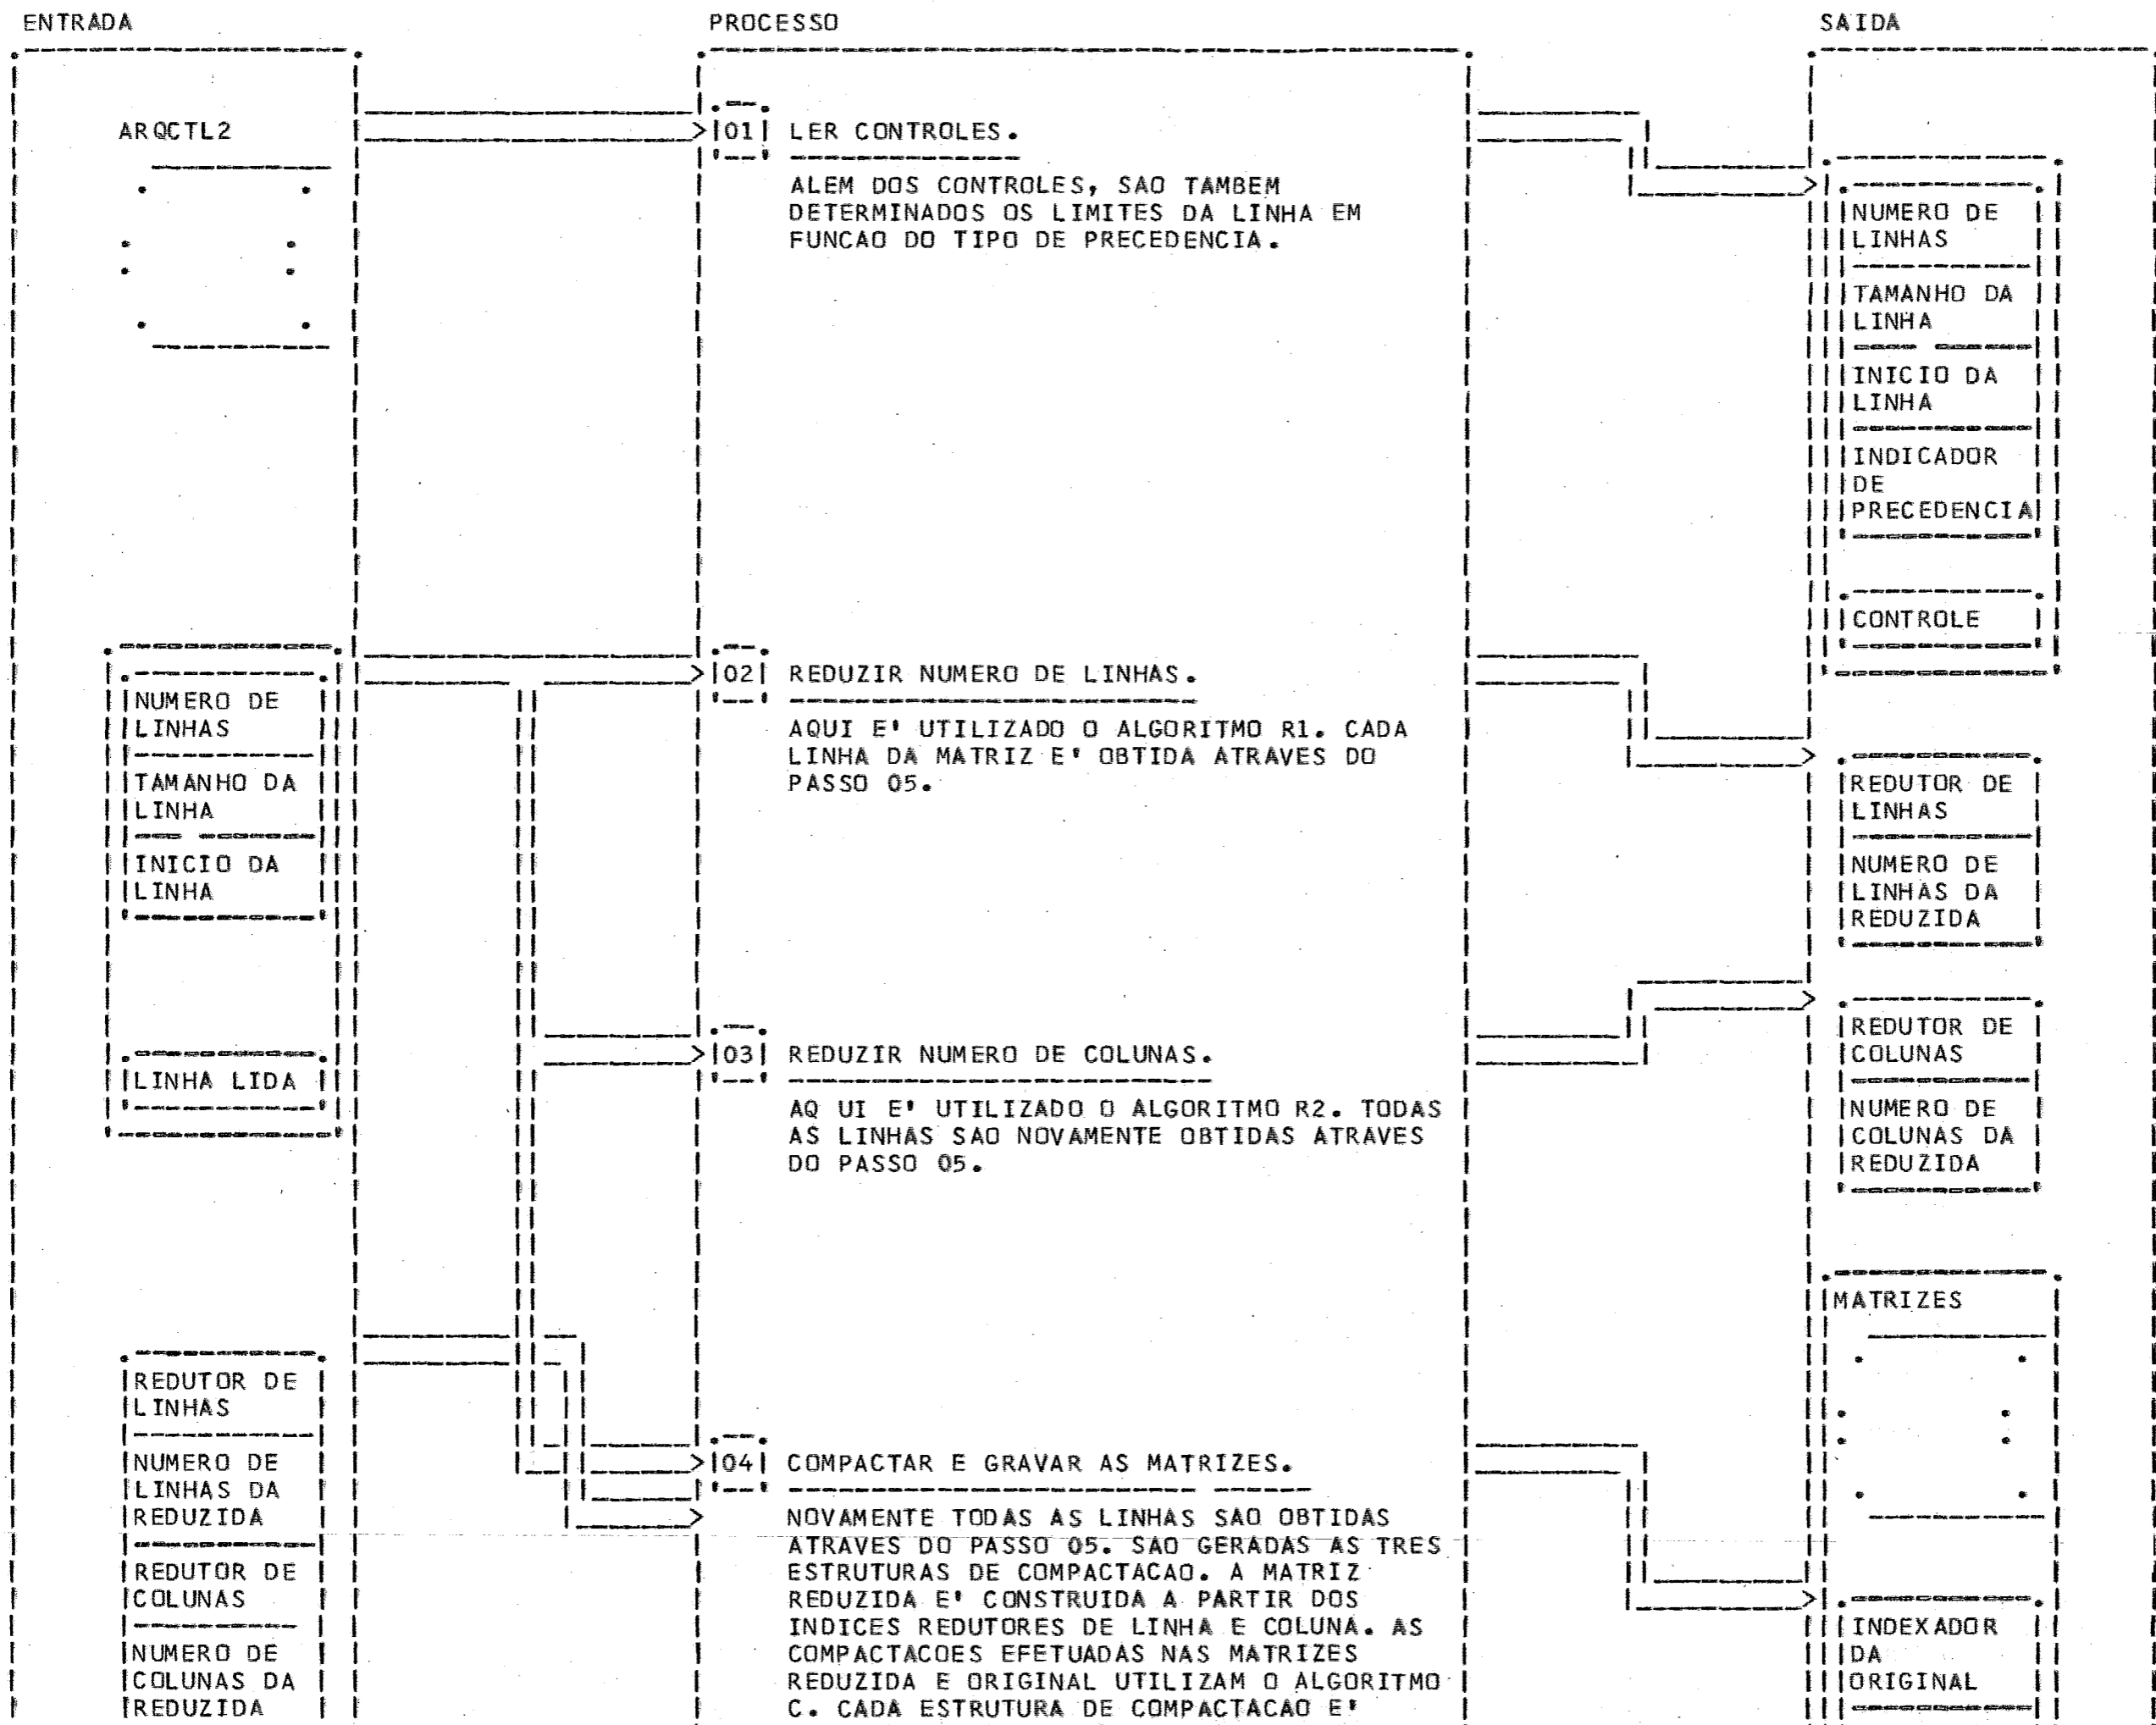 ENTRADA
PROCESSO
SAIDA
ARQCTL2
01 LER CONTROLES.
ALEM DOS CONTROLES, SAO TAMBEM
DETERMINADOS OS LIMITES DA LINHA EM
FUNCAO DO TIPO DE PRECEDENCIA.
NUMERO DE
LINHAS
TAMANHO DA
LINHA
INICIO DA
LINHA
INDICADOR
DE
PRECEDENCIA
CONTROLE
NUMERO DE
LINHAS
TAMANHO DA
LINHA
INICIO DA
LINHA
LINHA LIDA
02 REDUZIR NUMERO DE LINHAS.
AQUI E' UTILIZADO O ALGORITMO R1. CADA
LINHA DA MATRIZ E' OBTIDA ATRAVES DO
PASSO 05.
REDUTOR DE
LINHAS
NUMERO DE
LINHAS DA
REDUZIDA
03 REDUZIR NUMERO DE COLUNAS.
AQ UI E' UTILIZADO O ALGORITMO R2. TODAS
AS LINHAS SAO NOVAMENTE OBTIDAS ATRAVES
DO PASSO 05.
REDUTOR DE
COLUNAS
NUMERO DE
COLUNAS DA
REDUZIDA
REDUTOR DE
LINHAS
NUMERO DE
LINHAS DA
REDUZIDA
REDUTOR DE
COLUNAS
NUMERO DE
COLUNAS DA
REDUZIDA
04 COMPACTAR E GRAVAR AS MATRIZES.
NOVAMENTE TODAS AS LINHAS SAO OBTIDAS
ATRAVES DO PASSO 05. SAO GERADAS AS TRES
ESTRUTURAS DE COMPACTACAO. A MATRIZ
REDUZIDA E' CONSTRUIDA A PARTIR DOS
INDICES REDUTORES DE LINHA E COLUNA. AS
COMPACTACOES EFETUADAS NAS MATRIZES
REDUZIDA E ORIGINAL UTILIZAM O ALGORITMO
C. CADA ESTRUTURA DE COMPACTACAO E'
MATRIZES
INDEXADOR
DA
ORIGINAL